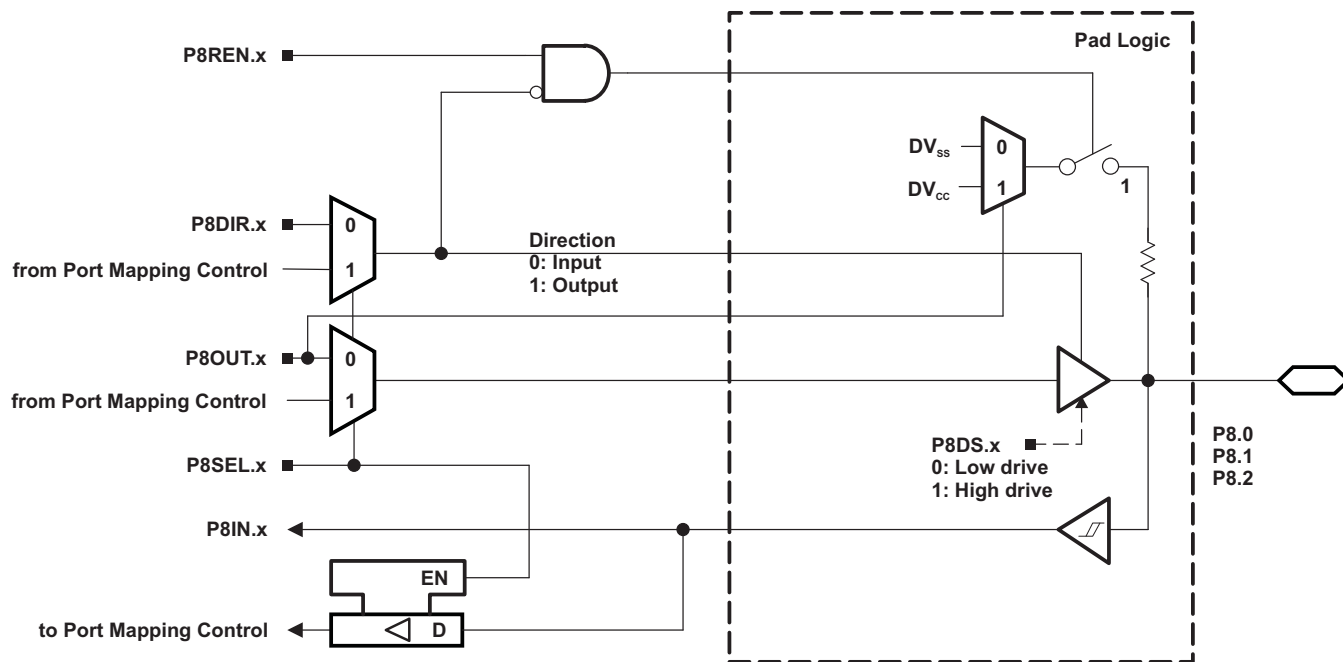 Pad Logic
P8REN.x
DVss
0
DVcc
1
1
P8DIR.x
0
from Port Mapping Control
1
Direction
0: Input
1: Output
P8OUT.x
0
from Port Mapping Control
1
P8SEL.x
P8DS.x
0: Low drive
1: High drive
P8.0
P8.1
P8.2
P8IN.x
EN
to Port Mapping Control
D